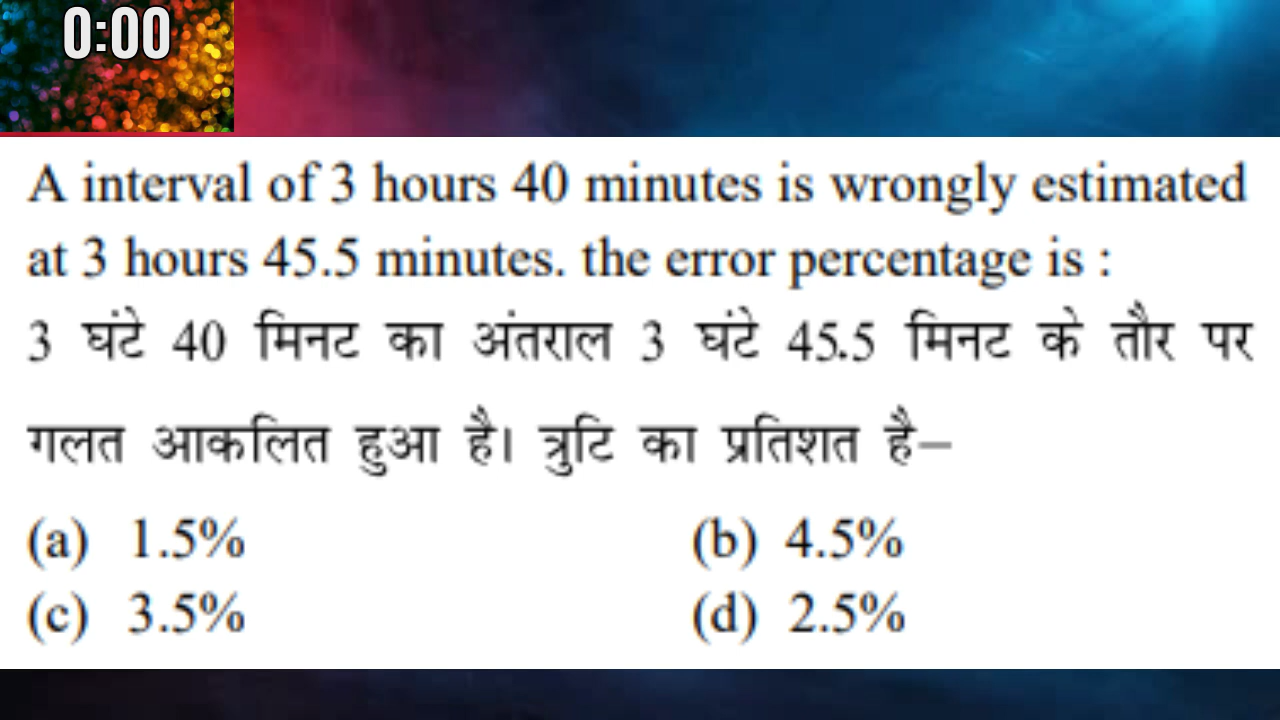 0:00
A interval of 3 hours 40 minutes is wrongly estimated
at 3 hours 45.5 minutes. the error percentage is :
3 घंटे 40 मिनट का अंतराल 3 घंटे 45.5 मिनट के तौर पर
गलत आकलित हुआ है। त्रुटि का प्रतिशत है–
(a) 1.5% (b) 4.5%
(c) 3.5% (d) 2.5%